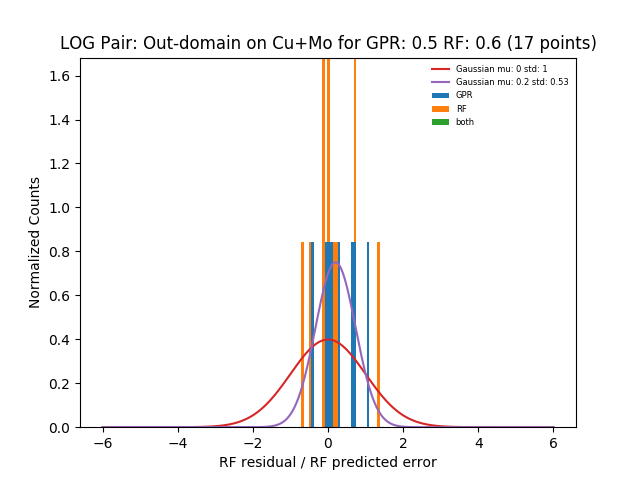 LOG Pair: Out-domain on Cu+Mo for GPR: 0.5 RF: 0.6 (17 points)
Gaussian mu: 0 std: 1
Gaussian mu: 0.2 std: 0.53
GPR
RF
both
Normalized Counts
1.6
1.4
1.2
1.0
0.8
0.6
0.4
0.2
0.0
−6
−4
−2
0
2
4
6
RF residual / RF predicted error